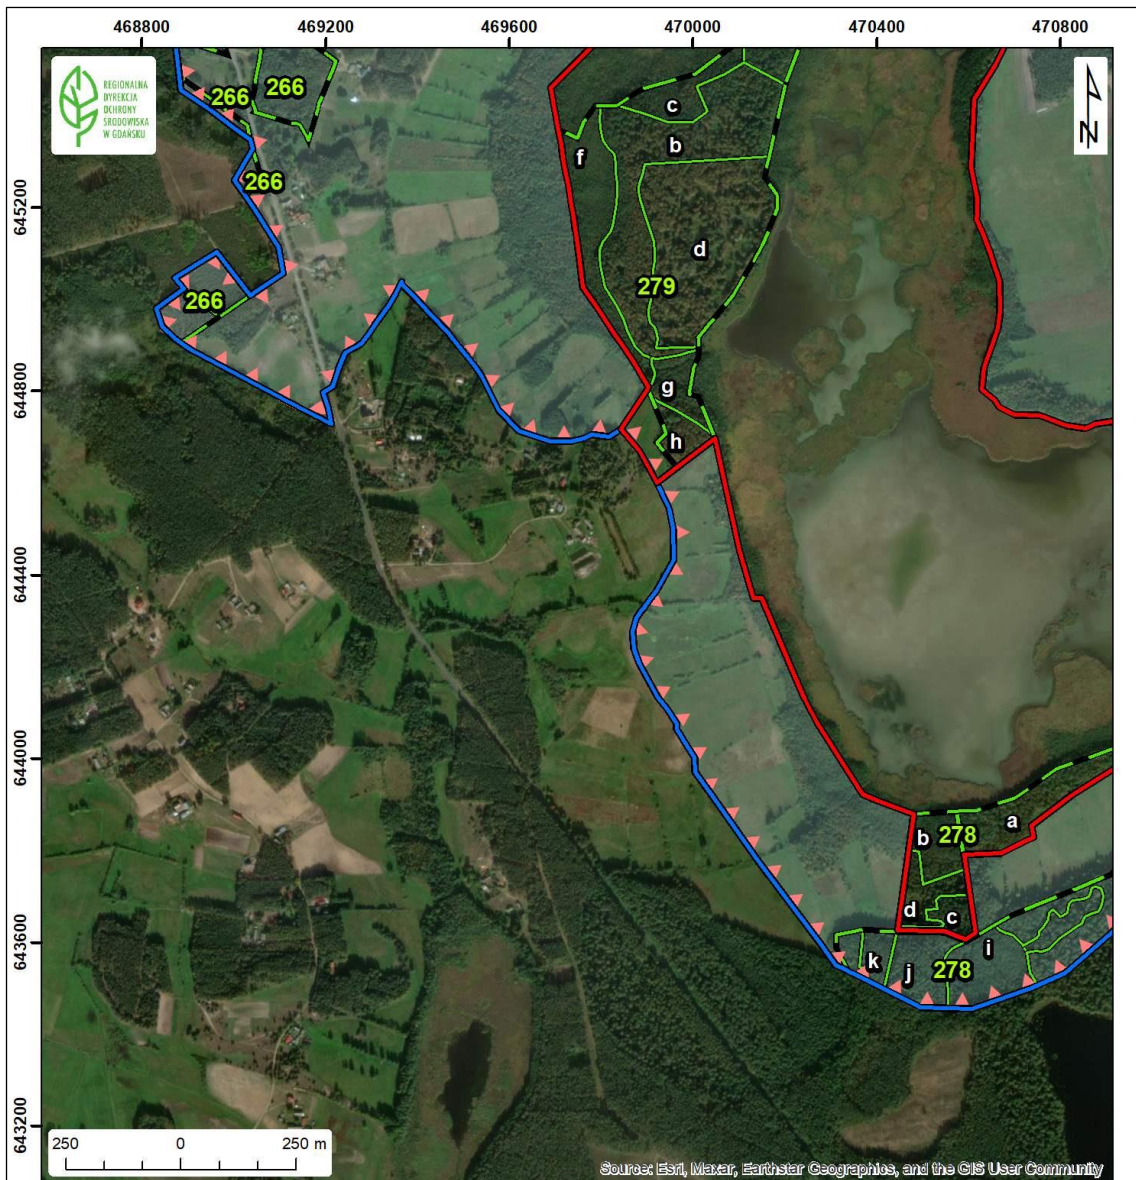 468800 469200 469600 470000 470400 470800
REGIONALNA
DYREKCJA
OCHRONY
ŚRODOWISKA
W GDAŃSKU
266
266
N
c
b
f
266
645200
d
279
266
644800
g
h
644400
644000
a
b 278
643600
d c
i
k j 278
643200
250 0 250 m
Source: Esri, Maxar, Earthstar Geographics, and the GIS User Community